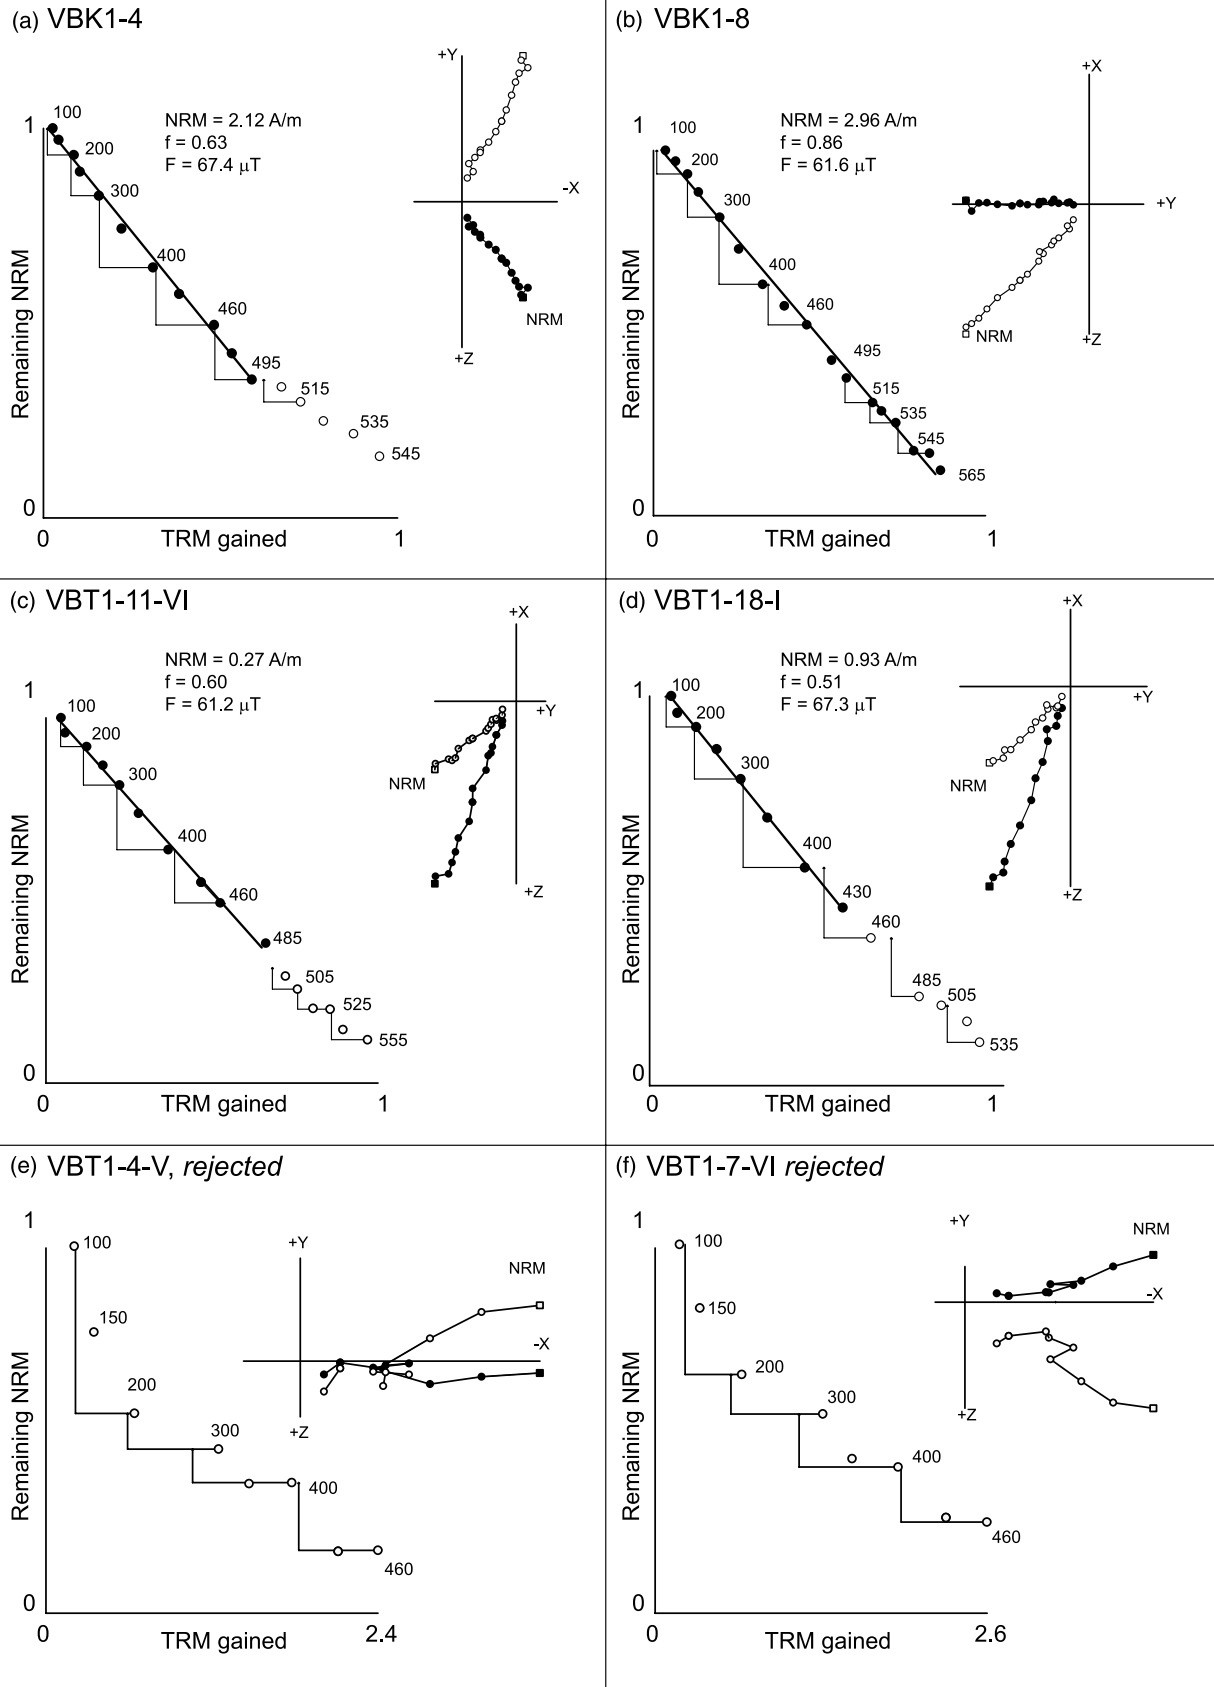 (a) VBK1-4
NRM = 2.12 A/m
f = 0.63
F = 67.4 μT
1
100
200
300
400
460
495
515
535
545
0
0
TRM gained
1
Remaining NRM
+Y
-X
NRM
+Z
(b) VBK1-8
NRM = 2.96 A/m
f = 0.86
F = 61.6 μT
1
100
200
300
400
460
495
515
535
545
565
0
0
TRM gained
1
Remaining NRM
+X
+Y
NRM
+Z
(c) VBT1-11-VI
NRM = 0.27 A/m
f = 0.60
F = 61.2 μT
1
100
200
300
400
460
485
505
525
555
0
0
TRM gained
1
Remaining NRM
+X
+Y
NRM
+Z
(d) VBT1-18-I
NRM = 0.93 A/m
f = 0.51
F = 67.3 μT
1
100
200
300
400
430
460
485
505
535
0
0
TRM gained
1
Remaining NRM
+X
+Y
NRM
+Z
(e) VBT1-4-V, rejected
1
100
150
200
300
400
460
0
0
TRM gained
2.4
Remaining NRM
+Y
NRM
-X
+Z
(f) VBT1-7-VI rejected
1
100
150
200
300
400
460
0
0
TRM gained
2.6
Remaining NRM
+Y
NRM
-X
+Z